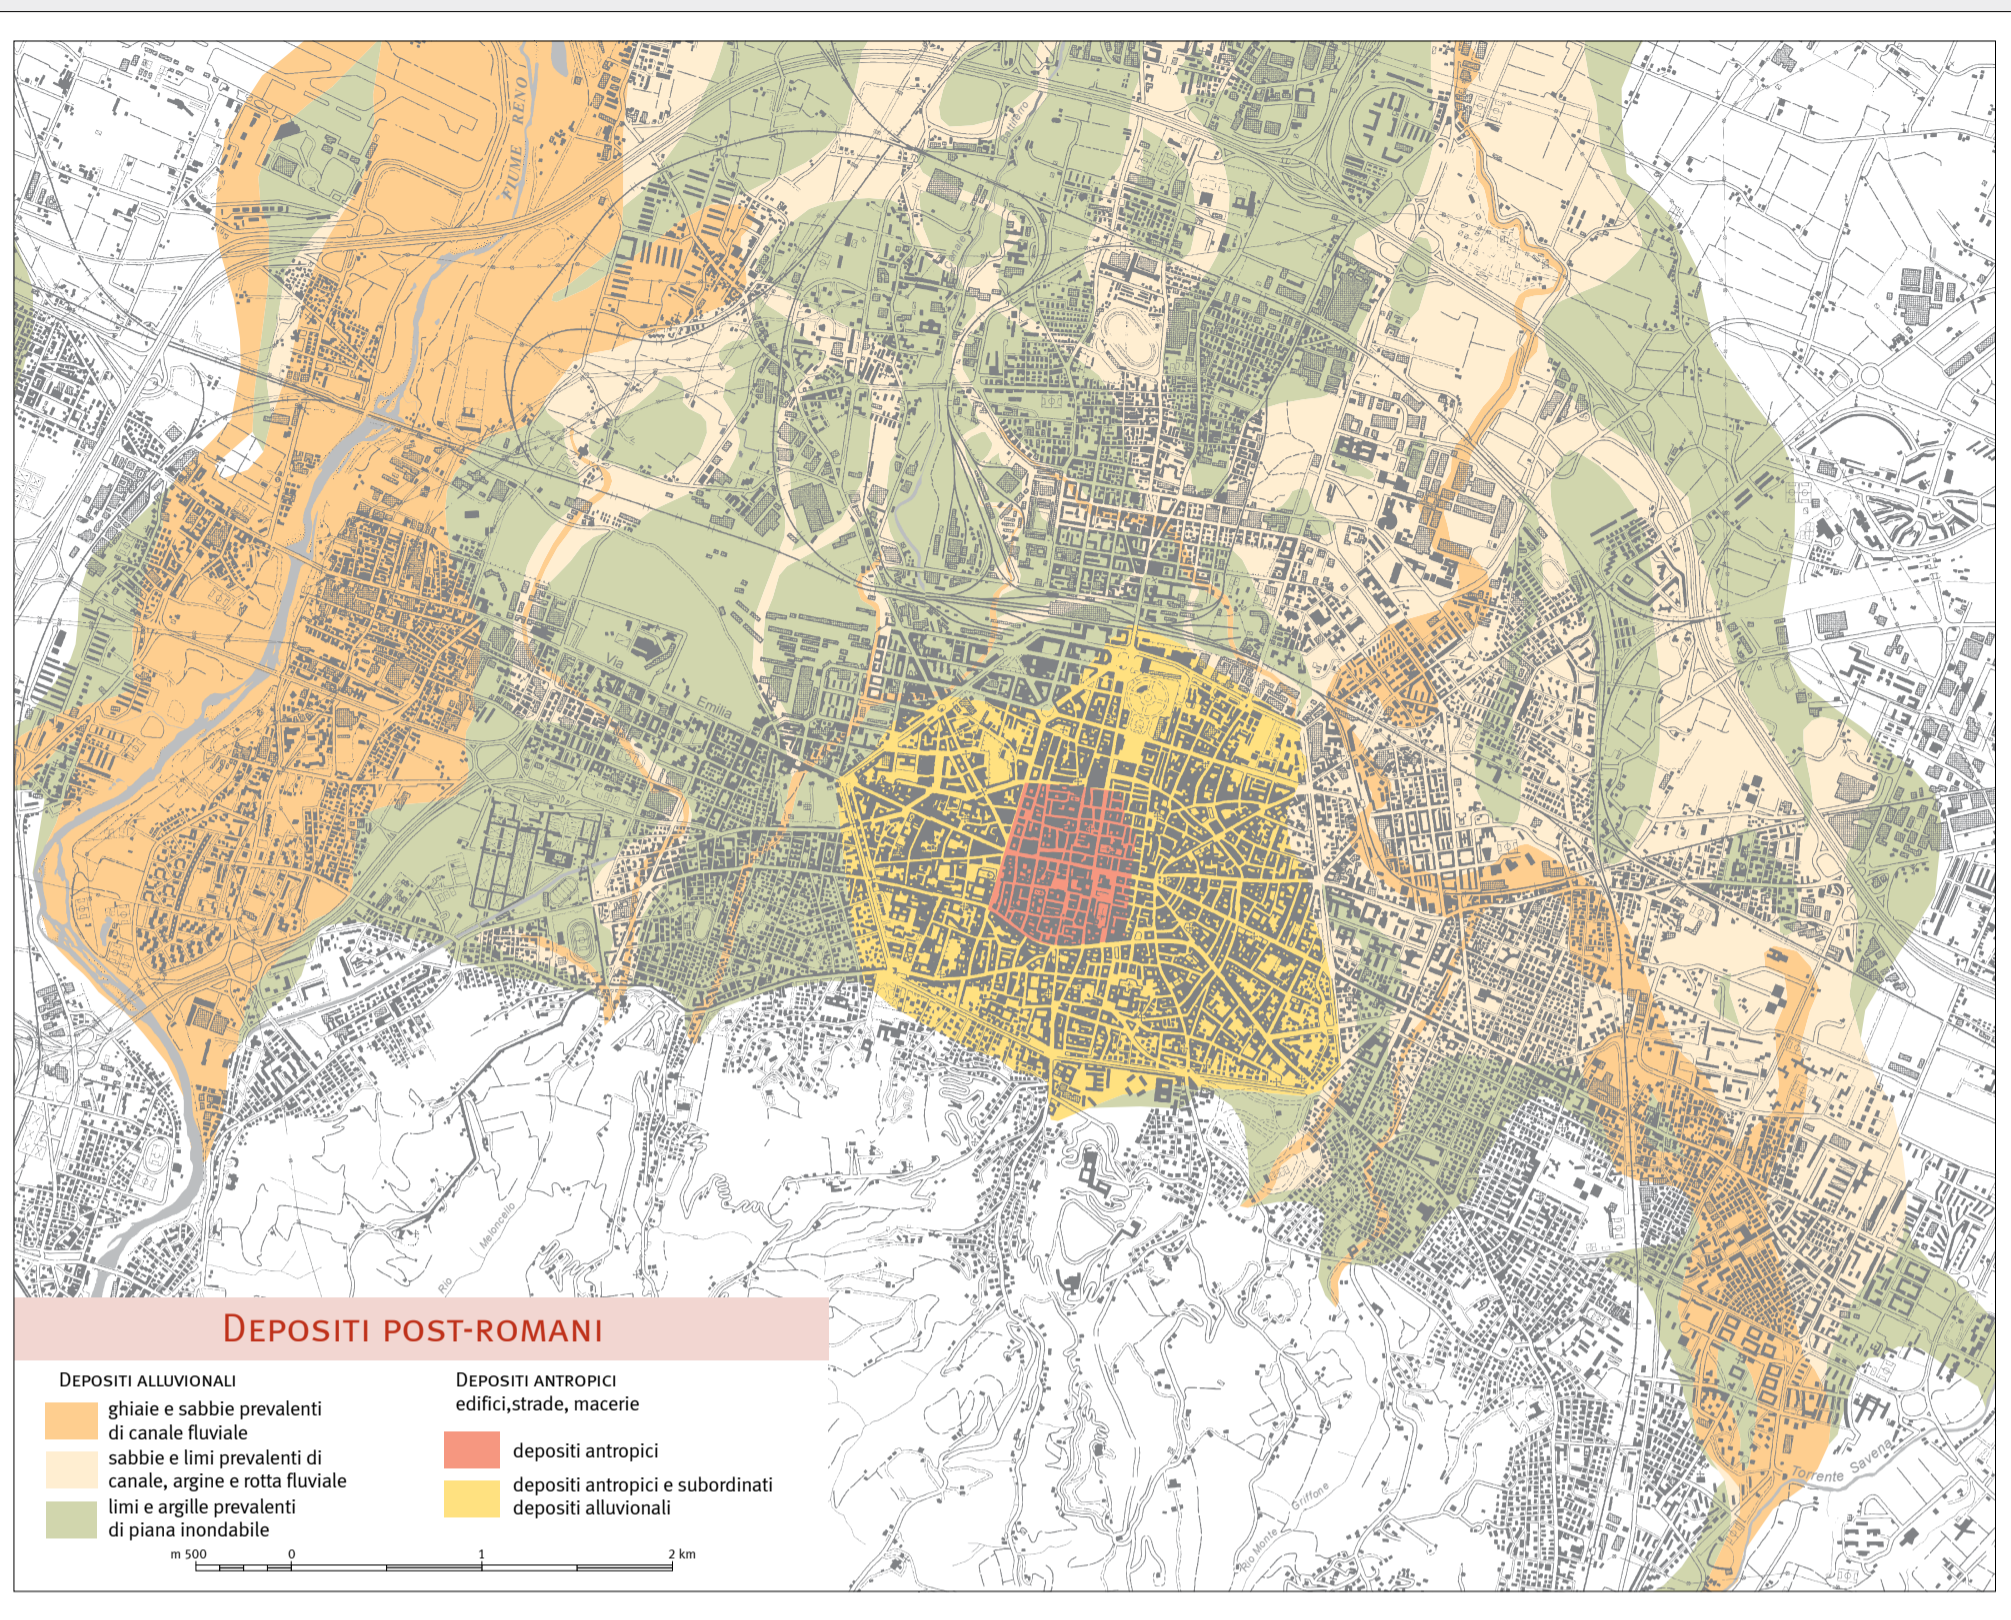 FIUME RENO
Battiferro
Via
Emilia
Rio Meloncello
Rio Monte Griffone
Torrente Savena
DEPOSITI POST-ROMANI
DEPOSITI ALLUVIONALI
ghiaie e sabbie prevalenti
di canale fluviale
sabbie e limi prevalenti di
canale, argine e rotta fluviale
limi e argille prevalenti
di piana inondabile
DEPOSITI ANTROPICI
edifici,strade, macerie
depositi antropici
depositi antropici e subordinati
depositi alluvionali
m 500 0 1 2 km